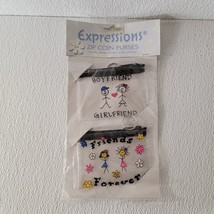 Expressions®
ZIP COIN PURSES
BOYFRIEND
GIRLFRIEND
Friends
Forever